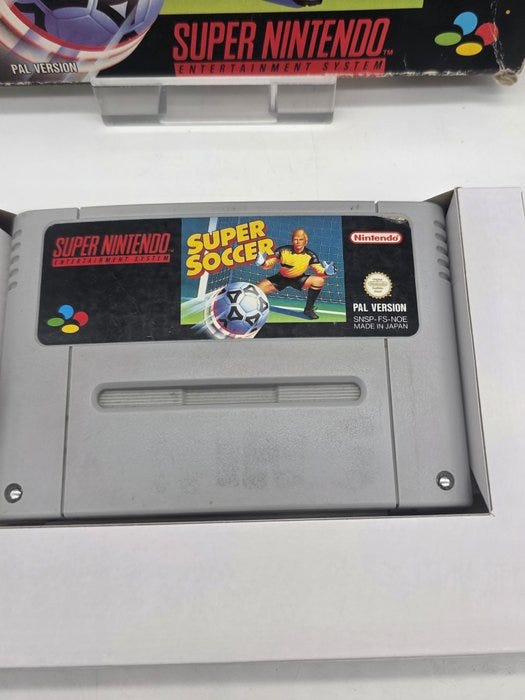 SUPER NINTENDO™
ENTERTAINMENT SYSTEM
PAL VERSION
SUPER NINTENDO
ENTERTAINMENT SYSTEM
SUPER
SOCCER
Nintendo
PAL VERSION
SNSP-FS-NOE
MADE IN JAPAN